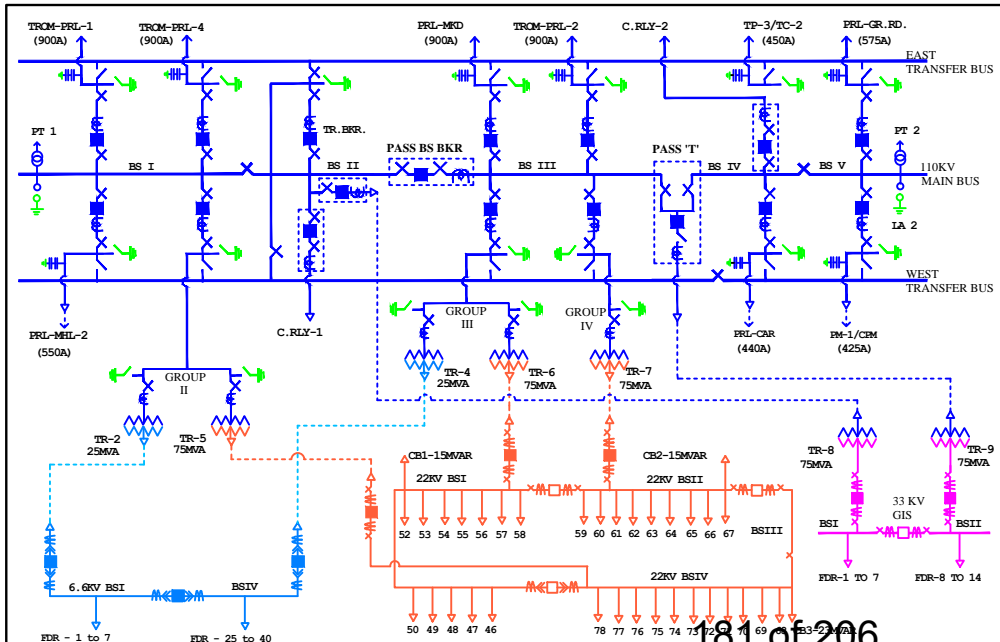 TROM-PRL-1
(900A)
TROM-PRL-4
(900A)
PRL-MKD
(900A)
TROM-PRL-2
(900A)
C.RLY-2
TP-3/TC-2
(450A)
PRL-GR.RD.
(575A)
EAST
TRANSFER BUS
PT 1
TR.BKR.
PASS BS BKR
PASS 'T'
PT 2
BS I
BS II
BS III
BS IV
BS V
110KV
MAIN BUS
LA 2
WEST
TRANSFER BUS
PRL-MHL-2
(550A)
C.RLY-1
GROUP
III
GROUP
IV
PRL-CAR
(440A)
PM-1/CPM
(425A)
GROUP
II
TR-4
25MVA
TR-6
75MVA
TR-7
75MVA
TR-2
25MVA
TR-5
75MVA
TR-8
75MVA
TR-9
75MVA
CB1-15MVAR
CB2-15MVAR
22KV BSI
22KV BSII
33 KV
GIS
BSI
BSII
52 53 54 55 56 57 58
59 60 61 62 63 64 65 66 67
BSIII
FDR-1 TO 7
FDR-8 TO 14
6.6KV BSI
BSIV
22KV BSIV
50 49 48 47 46
78 77 76 75 74 73 72 70 69
FDR - 1 to 7
FDR - 25 to 40
181 of 206